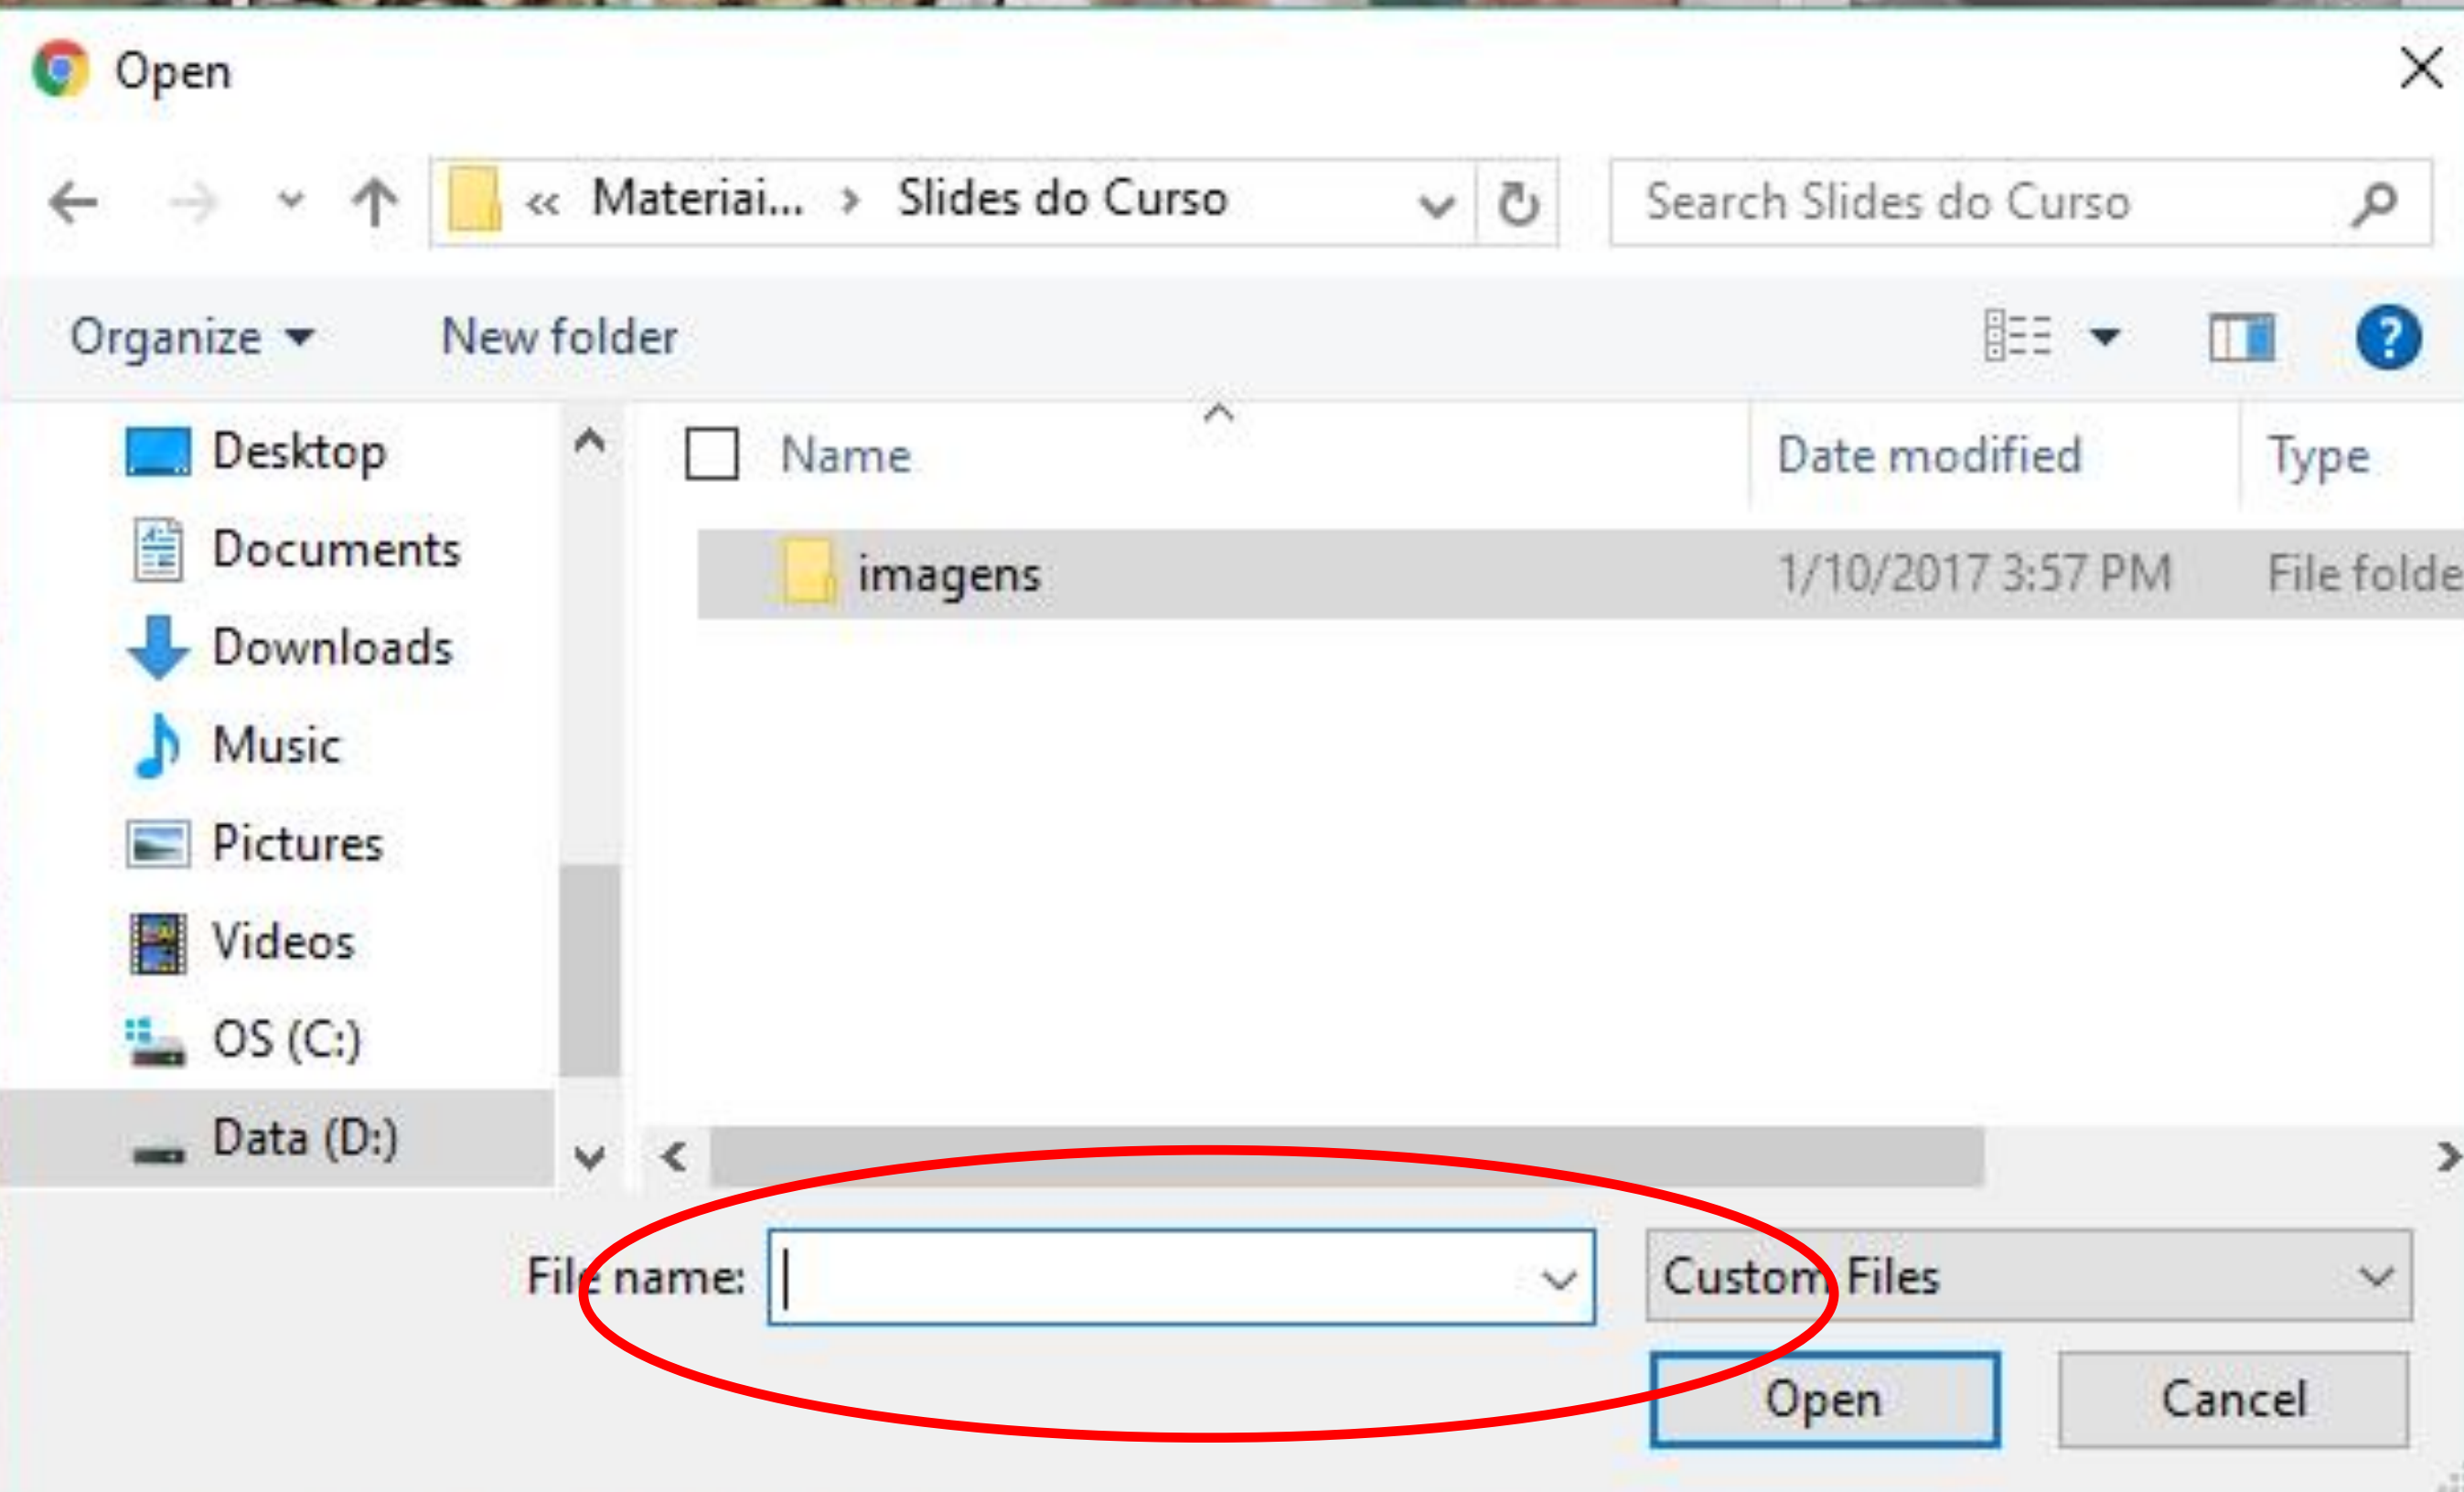 Open
« Materiai... › Slides do Curso
Search Slides do Curso
Organize
New folder
Desktop
Documents
Downloads
Music
Pictures
Videos
OS (C:)
Data (D:)
Name Date modified Type
imagens 1/10/2017 3:57 PM File folde
File name:
Custom Files
Open Cancel